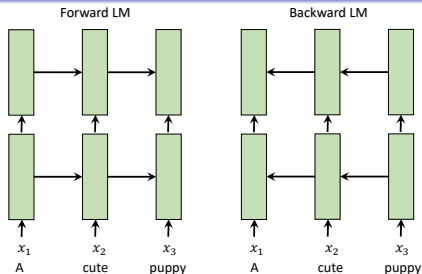 Forward LM Backward LM
x₁ x₂ x₃ x₁ x₂ x₃
A cute puppy A cute puppy